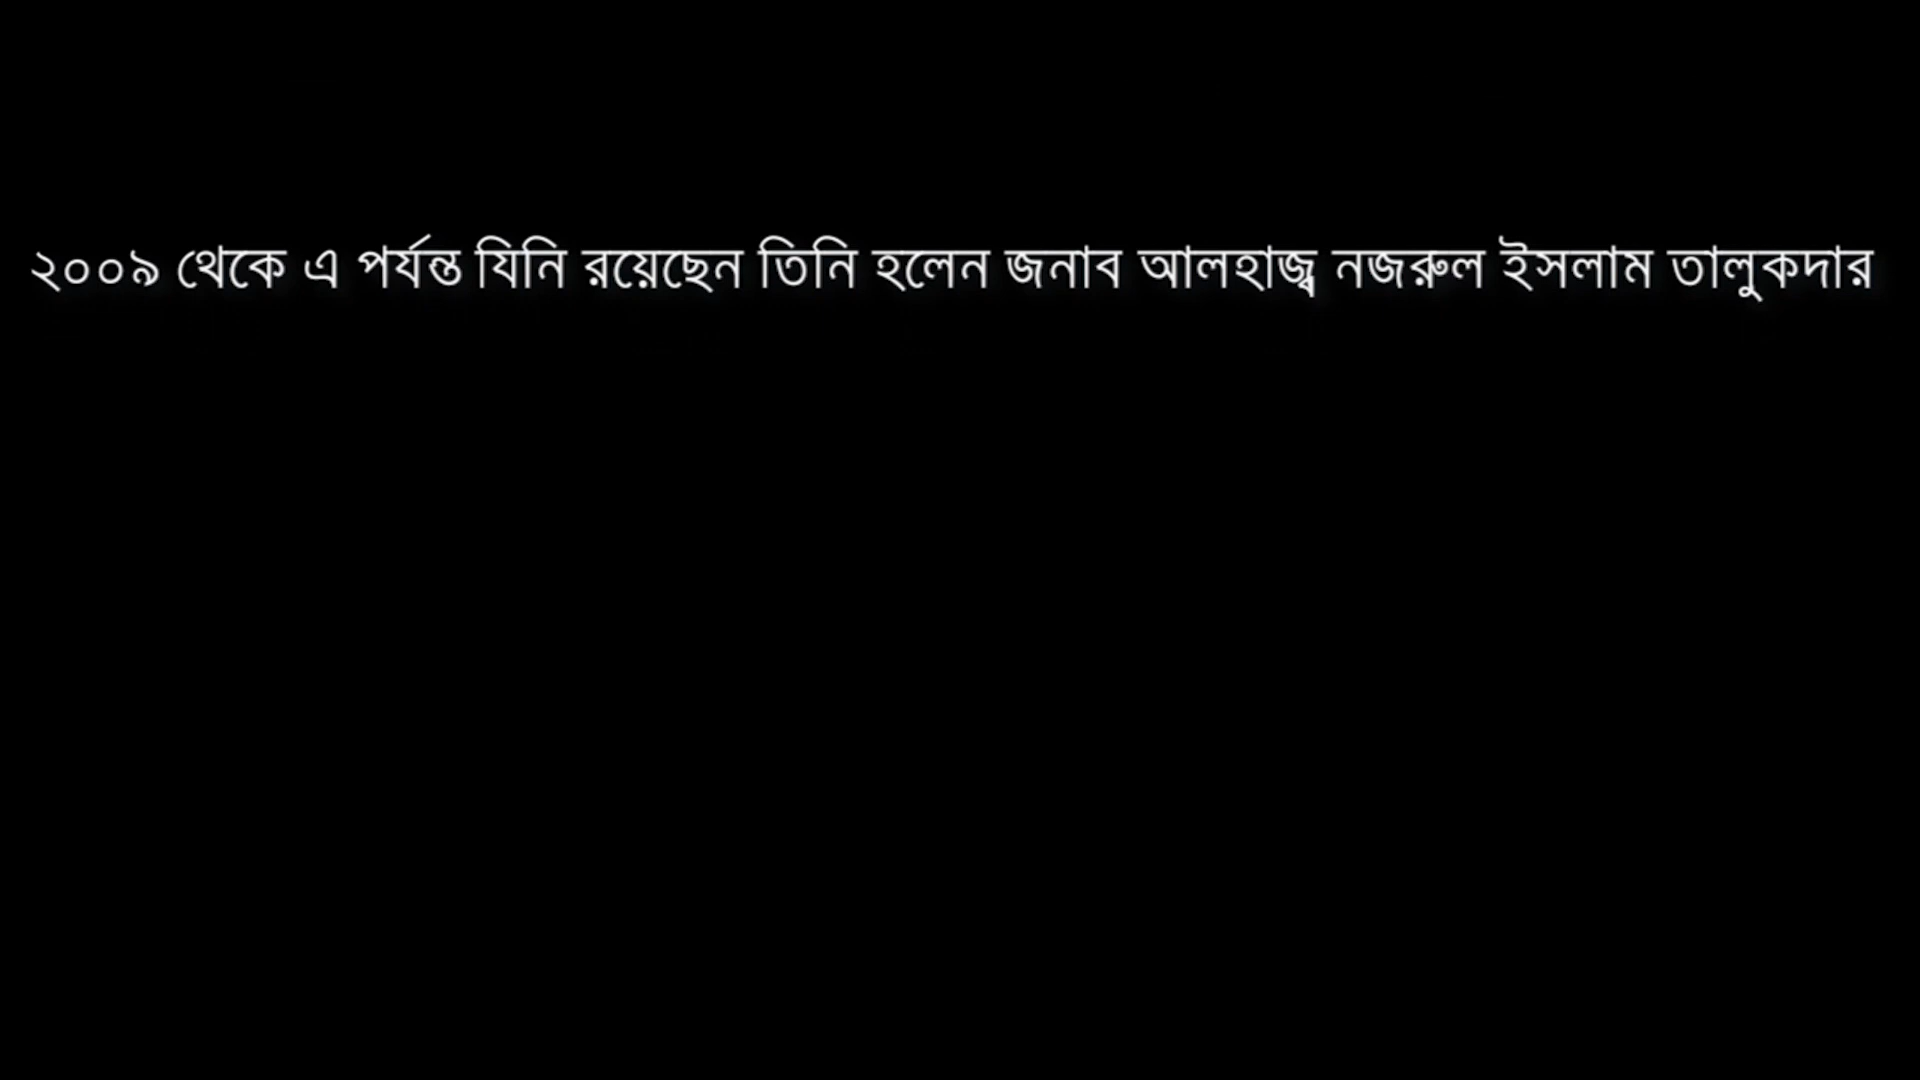 ২০০৯ থেকে এ পর্যন্ত যিনি রয়েছেন তিনি হলেন জনাব আলহাজ্ব নজরুল ইসলাম তালুকদার